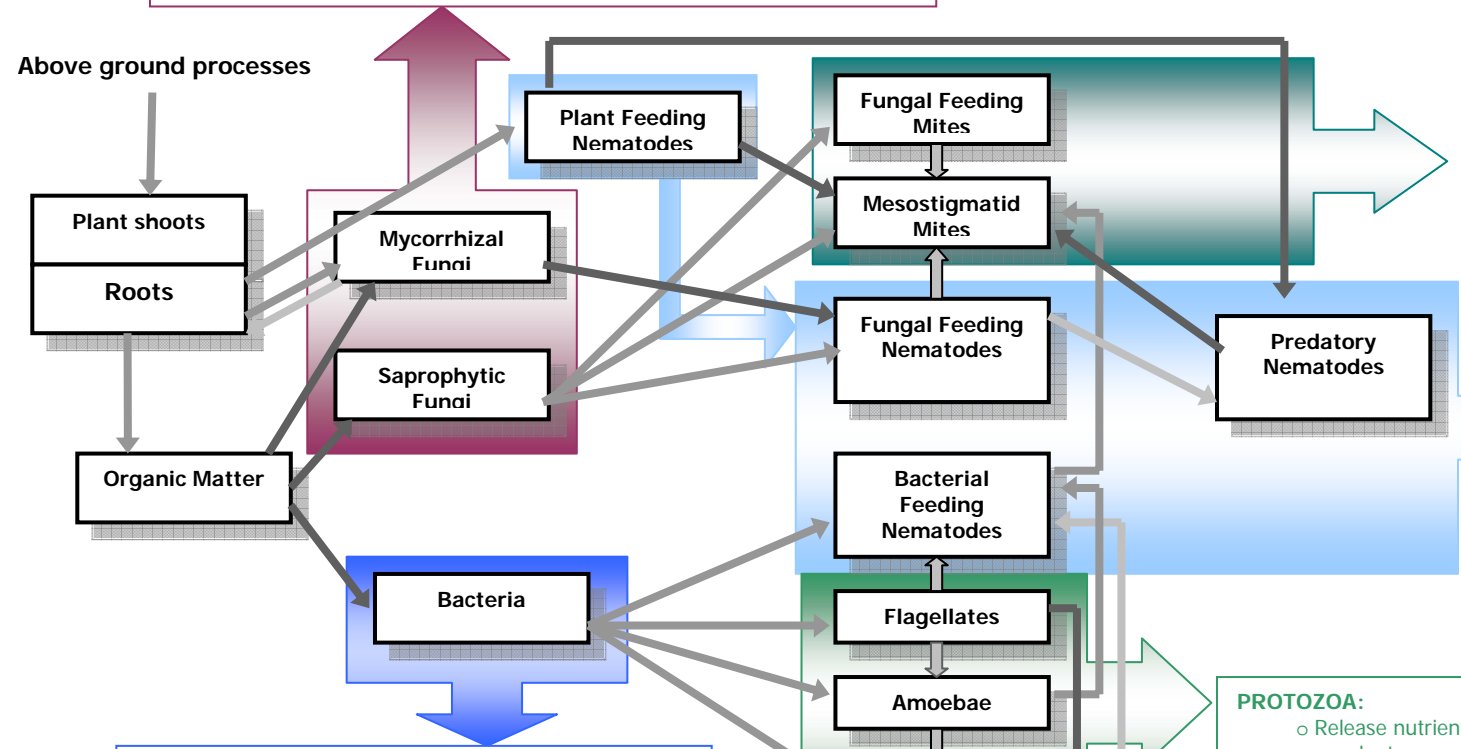 Above ground processes
Plant shoots
Roots
Organic Matter
Mycorrhizal
Fungi
Saprophytic
Fungi
Bacteria
Plant Feeding
Nematodes
Fungal Feeding
Mites
Mesostigmatid
Mites
Fungal Feeding
Nematodes
Predatory
Nematodes
Bacterial
Feeding
Nematodes
Flagellates
Amoebae
PROTOZOA:
o Release nutrien